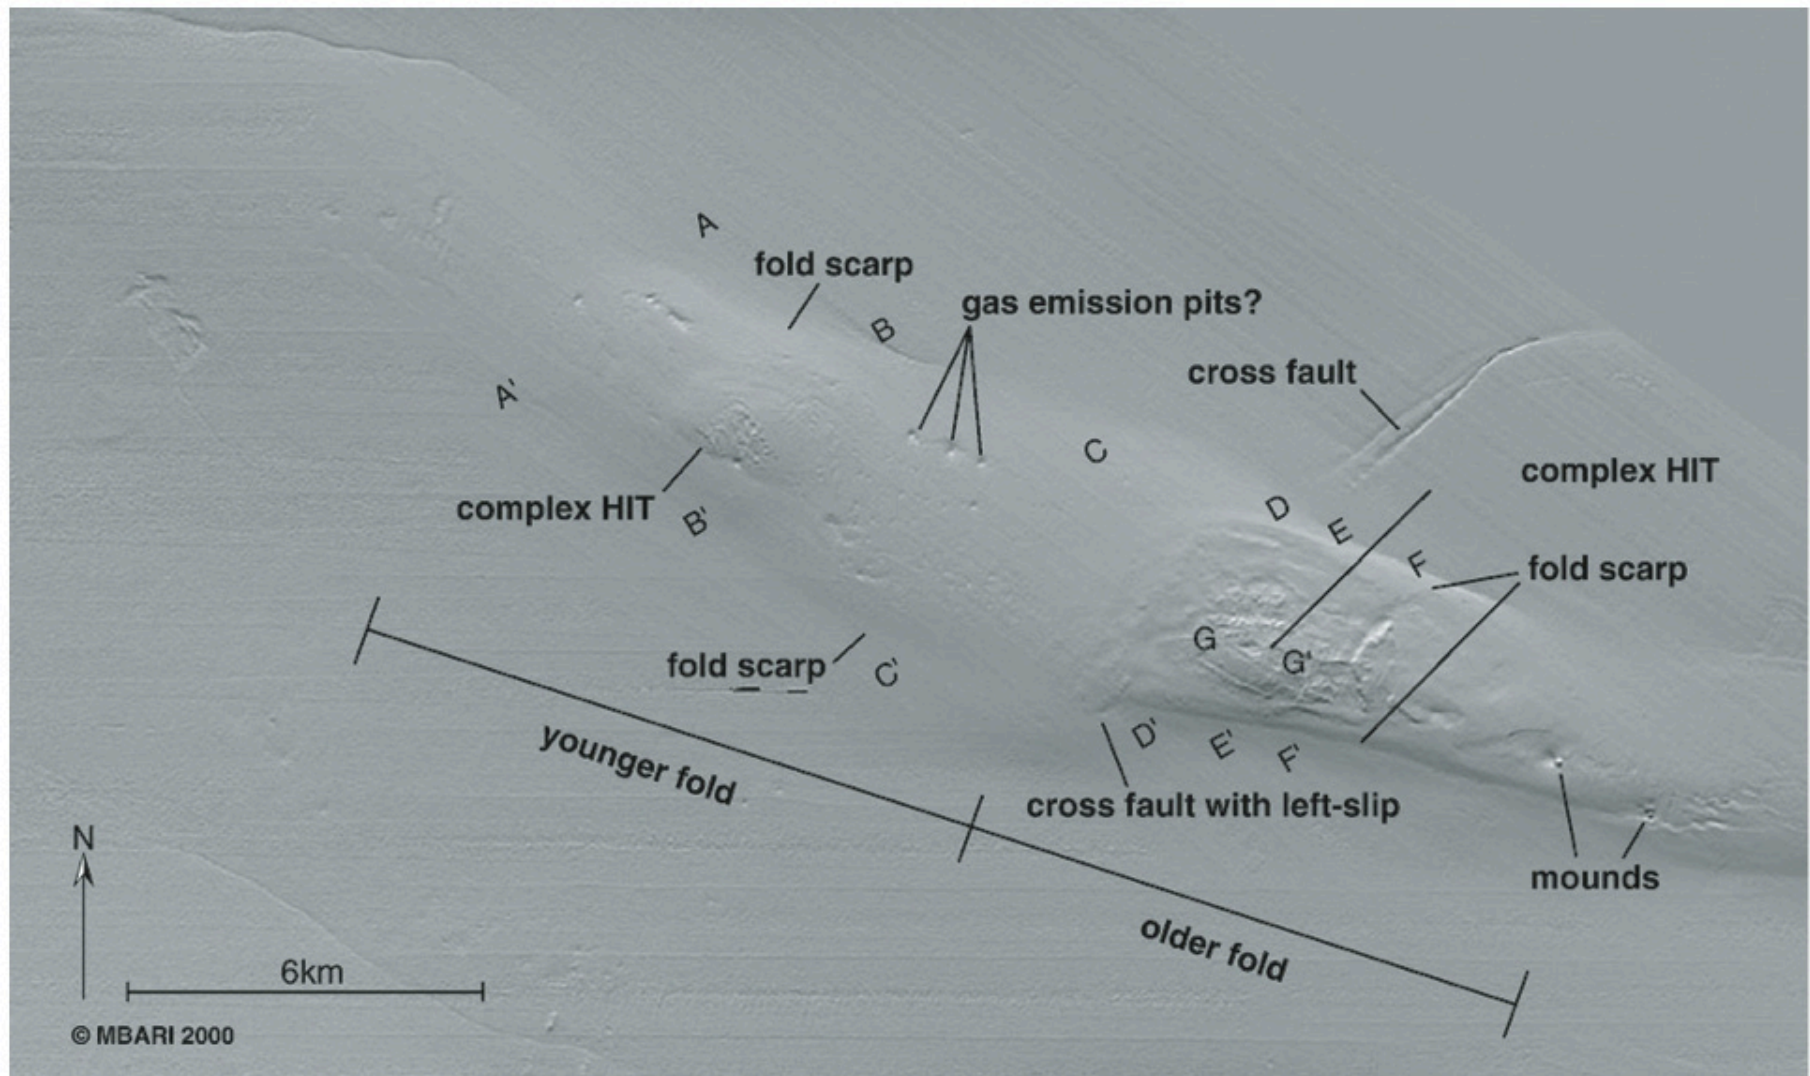 A
fold scarp
gas emission pits?
B
cross fault
A'
C
complex HIT
complex HIT
D
B'
E
F
fold scarp
G
G'
fold scarp
C'
D'
E'
F'
younger fold
cross fault with left-slip
N
mounds
older fold
6km
© MBARI 2000